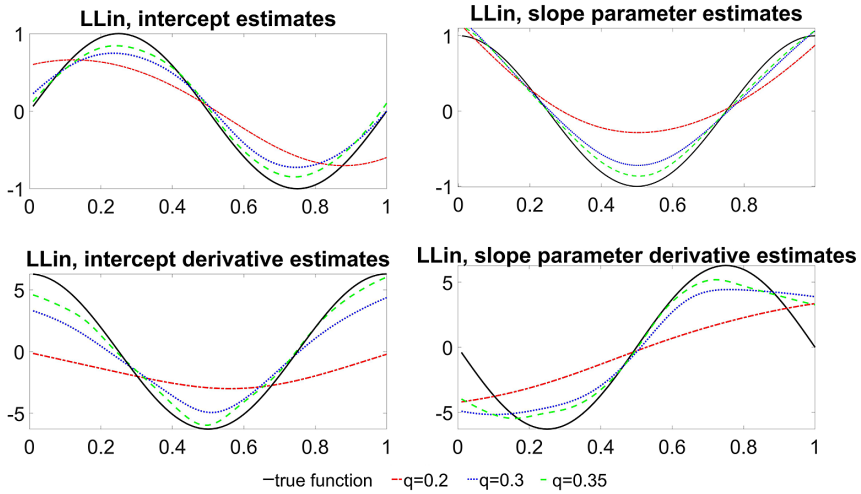 LLin, intercept estimates
1
0
-1
0 0.2 0.4 0.6 0.8 1
LLin, slope parameter estimates
1
0
-1
0 0.2 0.4 0.6 0.8
LLin, intercept derivative estimates
5
0
-5
0 0.2 0.4 0.6 0.8 1
LLin, slope parameter derivative estimates
5
0
-5
0 0.2 0.4 0.6 0.8 1
true function q=0.2 q=0.3 q=0.35